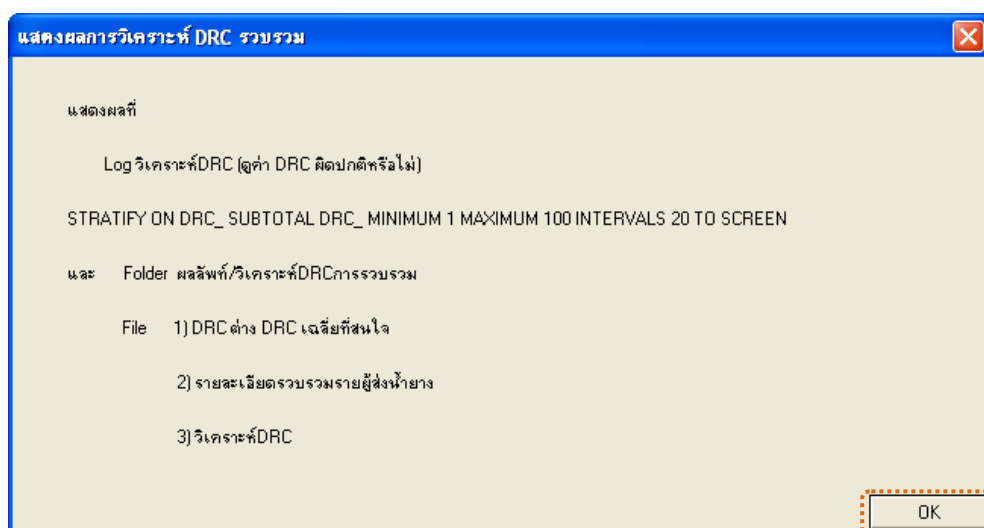 แสดงผลการวิเคราะห์ DRC รวบรวม
แสดงผลที่
Log วิเคราะห์DRC (ดูค่า DRC ผิดปกติหรือไม่)
STRATIFY ON DRC_ SUBTOTAL DRC_ MINIMUM 1 MAXIMUM 100 INTERVALS 20 TO SCREEN
และ Folder ผลลัพท์/วิเคราะห์DRCการรวบรวม
File 1) DRC ต่าง DRC เฉลี่ยที่สนใจ
2) รายละเอียดรวบรวมรายผู้ส่งน้ำยาง
3) วิเคราะห์DRC
OK